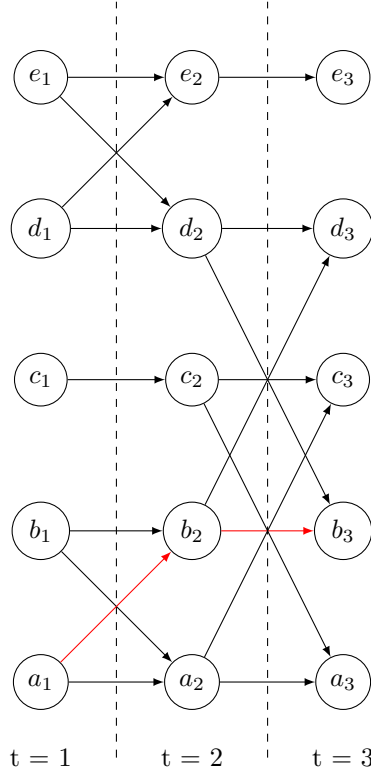 e₁ e₂ e₃
d₁ d₂ d₃
c₁ c₂ c₃
b₁ b₂ b₃
a₁ a₂ a₃
t = 1 t = 2 t = 3